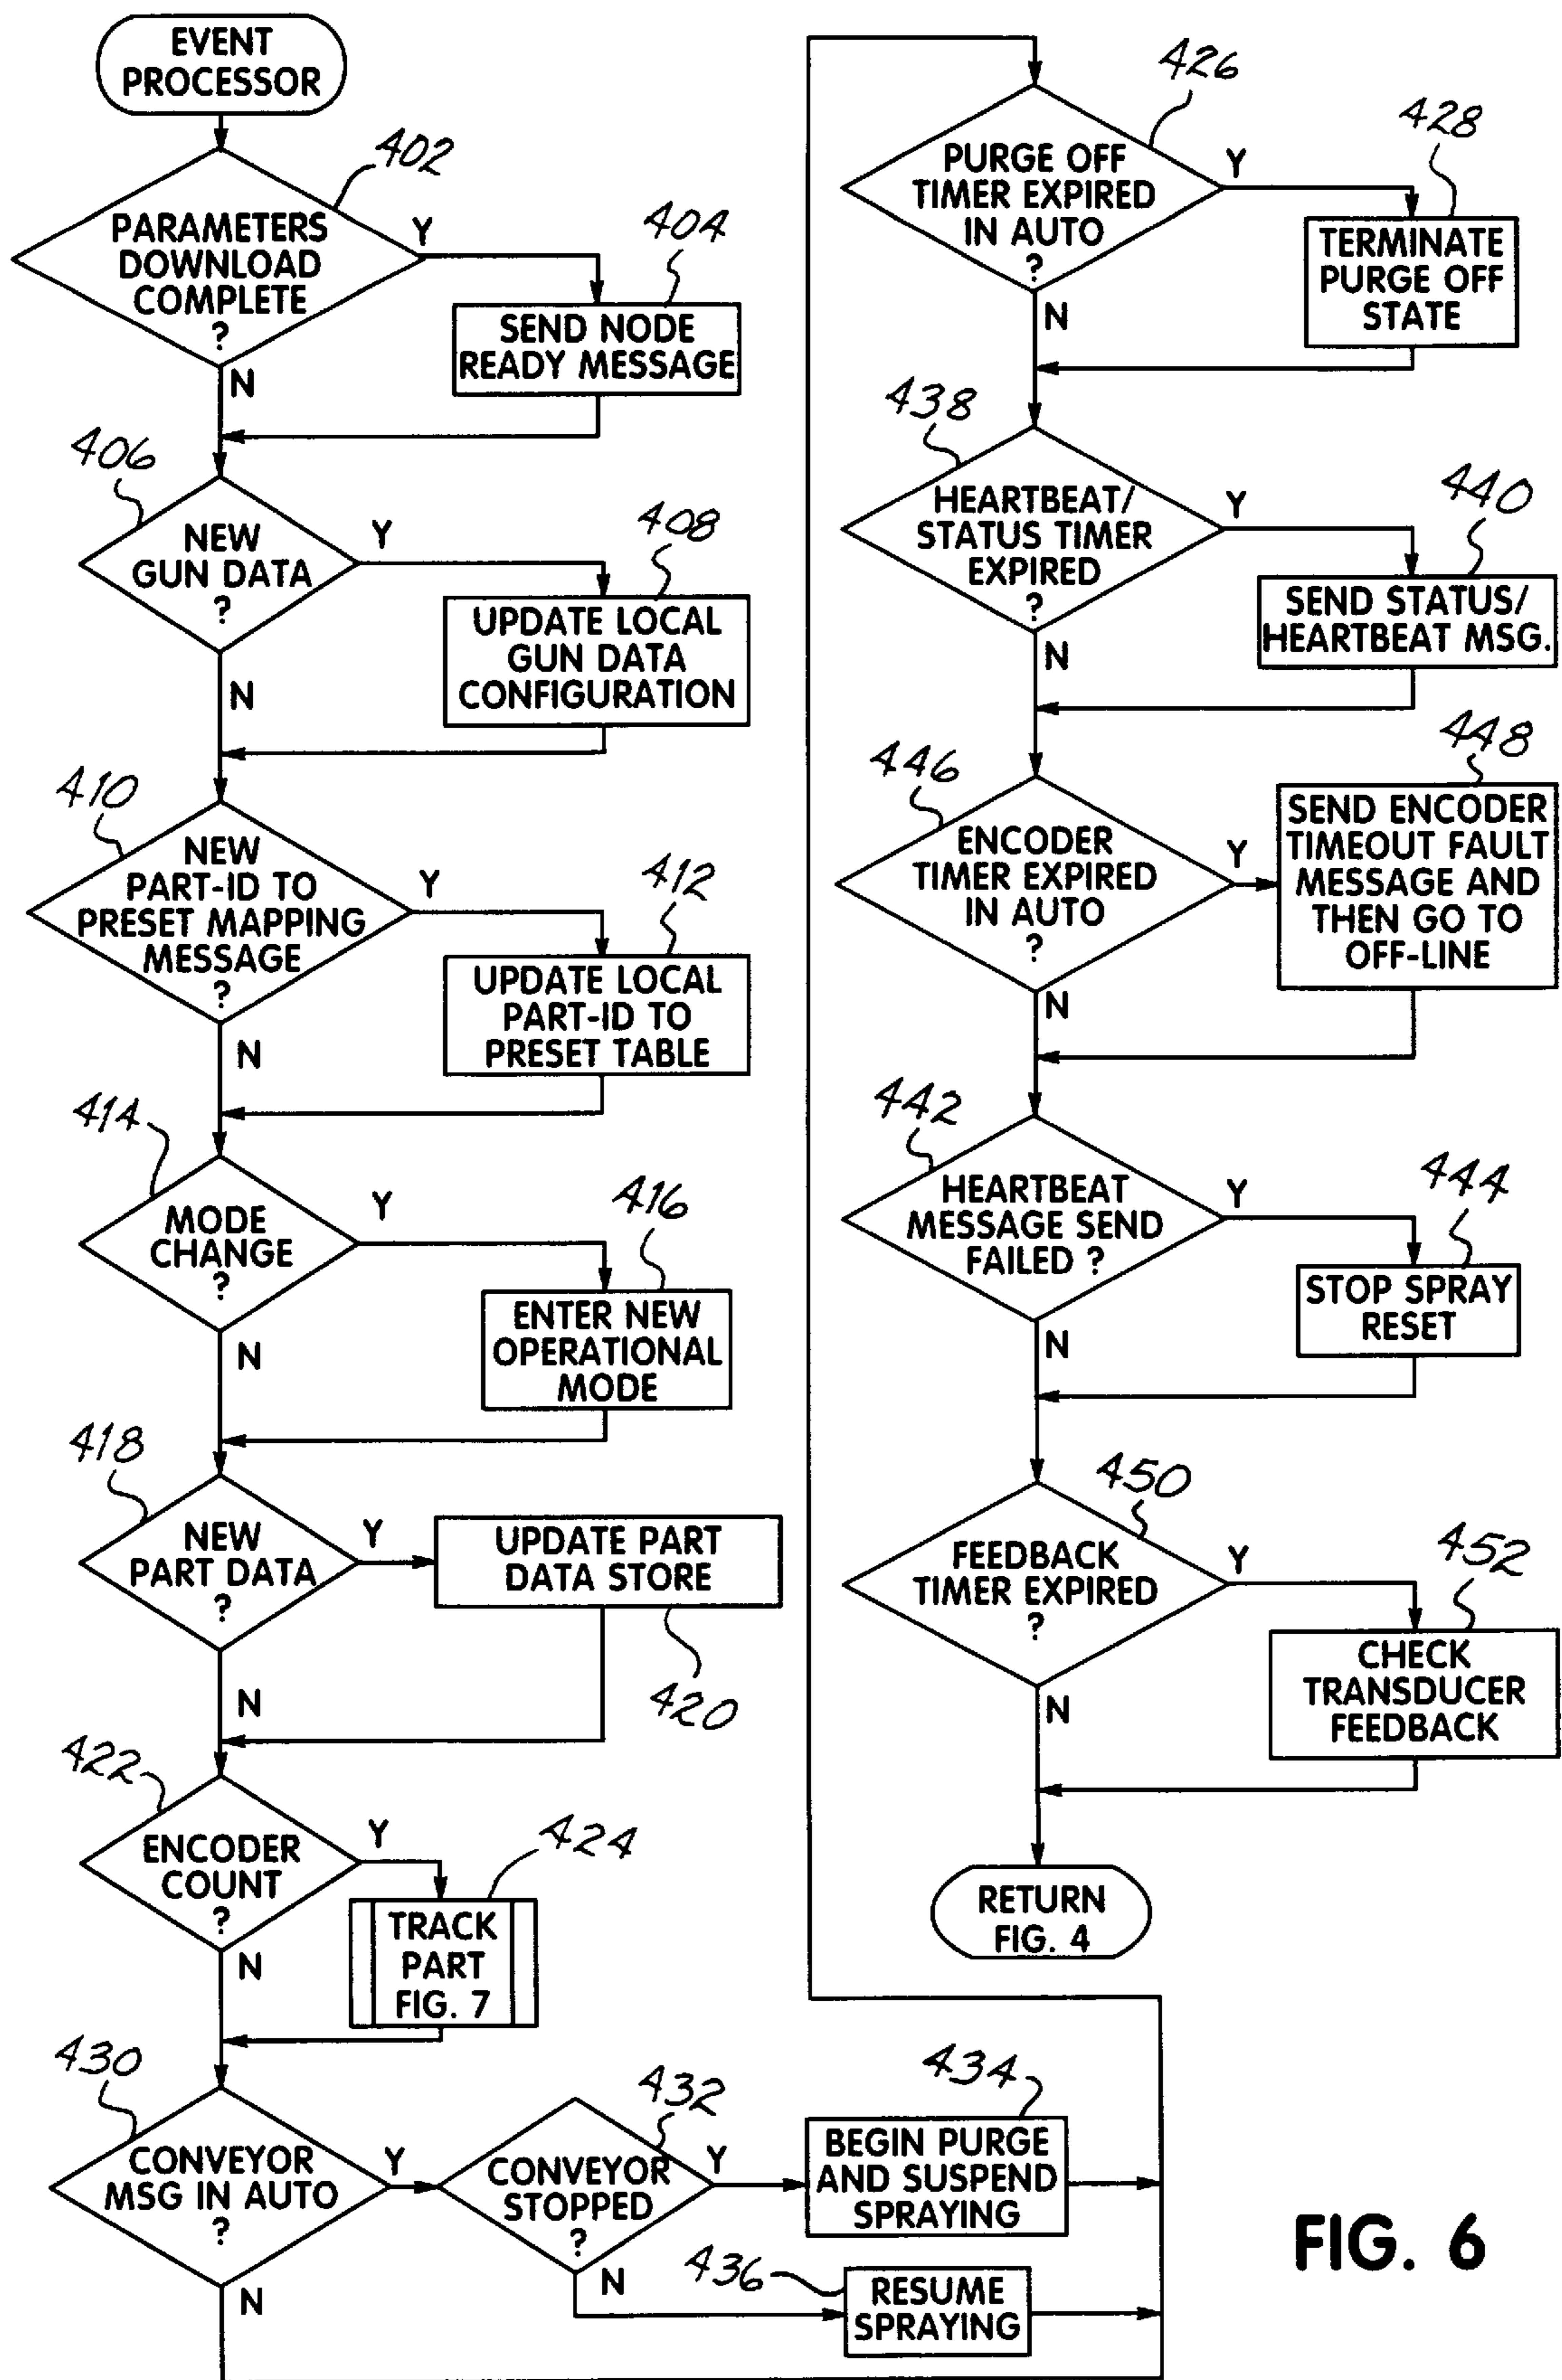 EVENT
PROCESSOR
402
PARAMETERS
DOWNLOAD
COMPLETE
?
Y
N
404
SEND NODE
READY MESSAGE
406
NEW
GUN DATA
?
Y
N
408
UPDATE LOCAL
GUN DATA
CONFIGURATION
410
NEW
PART-ID TO
PRESET MAPPING
MESSAGE
?
Y
N
412
UPDATE LOCAL
PART-ID TO
PRESET TABLE
414
MODE
CHANGE
?
Y
N
416
ENTER NEW
OPERATIONAL
MODE
418
NEW
PART DATA
?
Y
N
UPDATE PART
DATA STORE
420
422
ENCODER
COUNT
?
Y
N
424
TRACK
PART
FIG. 7
430
CONVEYOR
MSG IN AUTO
?
Y
N
432
CONVEYOR
STOPPED
?
Y
N
434
BEGIN PURGE
AND SUSPEND
SPRAYING
436
RESUME
SPRAYING
426
PURGE OFF
TIMER EXPIRED
IN AUTO
?
Y
N
428
TERMINATE
PURGE OFF
STATE
438
HEARTBEAT/
STATUS TIMER
EXPIRED
?
Y
N
440
SEND STATUS/
HEARTBEAT MSG.
446
ENCODER
TIMER EXPIRED
IN AUTO
?
Y
N
448
SEND ENCODER
TIMEOUT FAULT
MESSAGE AND
THEN GO TO
OFF-LINE
442
HEARTBEAT
MESSAGE SEND
FAILED ?
Y
N
444
STOP SPRAY
RESET
450
FEEDBACK
TIMER EXPIRED
?
Y
N
452
CHECK
TRANSDUCER
FEEDBACK
RETURN
FIG. 4
FIG. 6